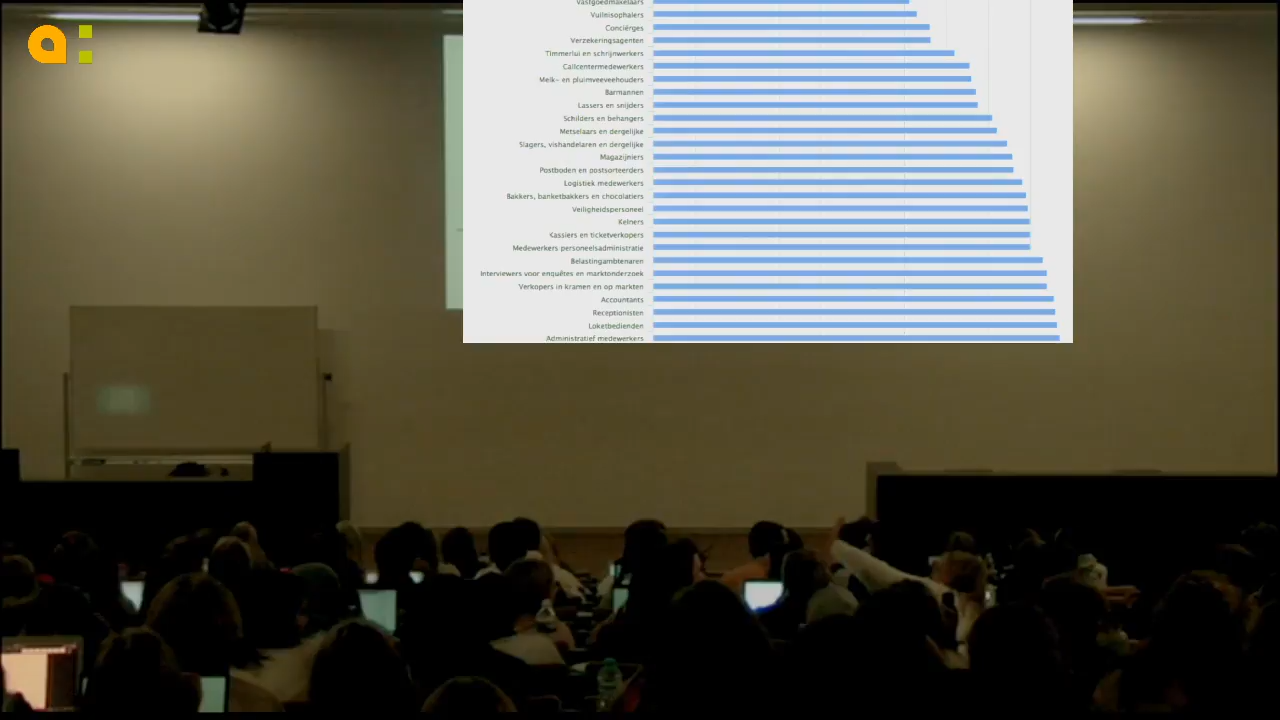 a:
Vastgoedmakelaars
Vuilnisophalers
Conciërges
Verzekeringsagenten
Timmerlui en schrijnwerkers
Callcentermedewerkers
Melk- en pluimveeveehouders
Barmannen
Lassers en snijders
Schilders en behangers
Metselaars en dergelijke
Slagers, vishandelaren en dergelijke
Magazijniers
Postboden en postsorteerders
Logistiek medewerkers
Bakkers, banketbakkers en chocolatiers
Veiligheidspersoneel
Kelners
Kassiers en ticketverkopers
Medewerkers personeelsadministratie
Belastingambtenaren
Interviewers voor enquêtes en marktonderzoek
Verkopers in kramen en op markten
Accountants
Receptionisten
Loketbedienden
Administratief medewerkers